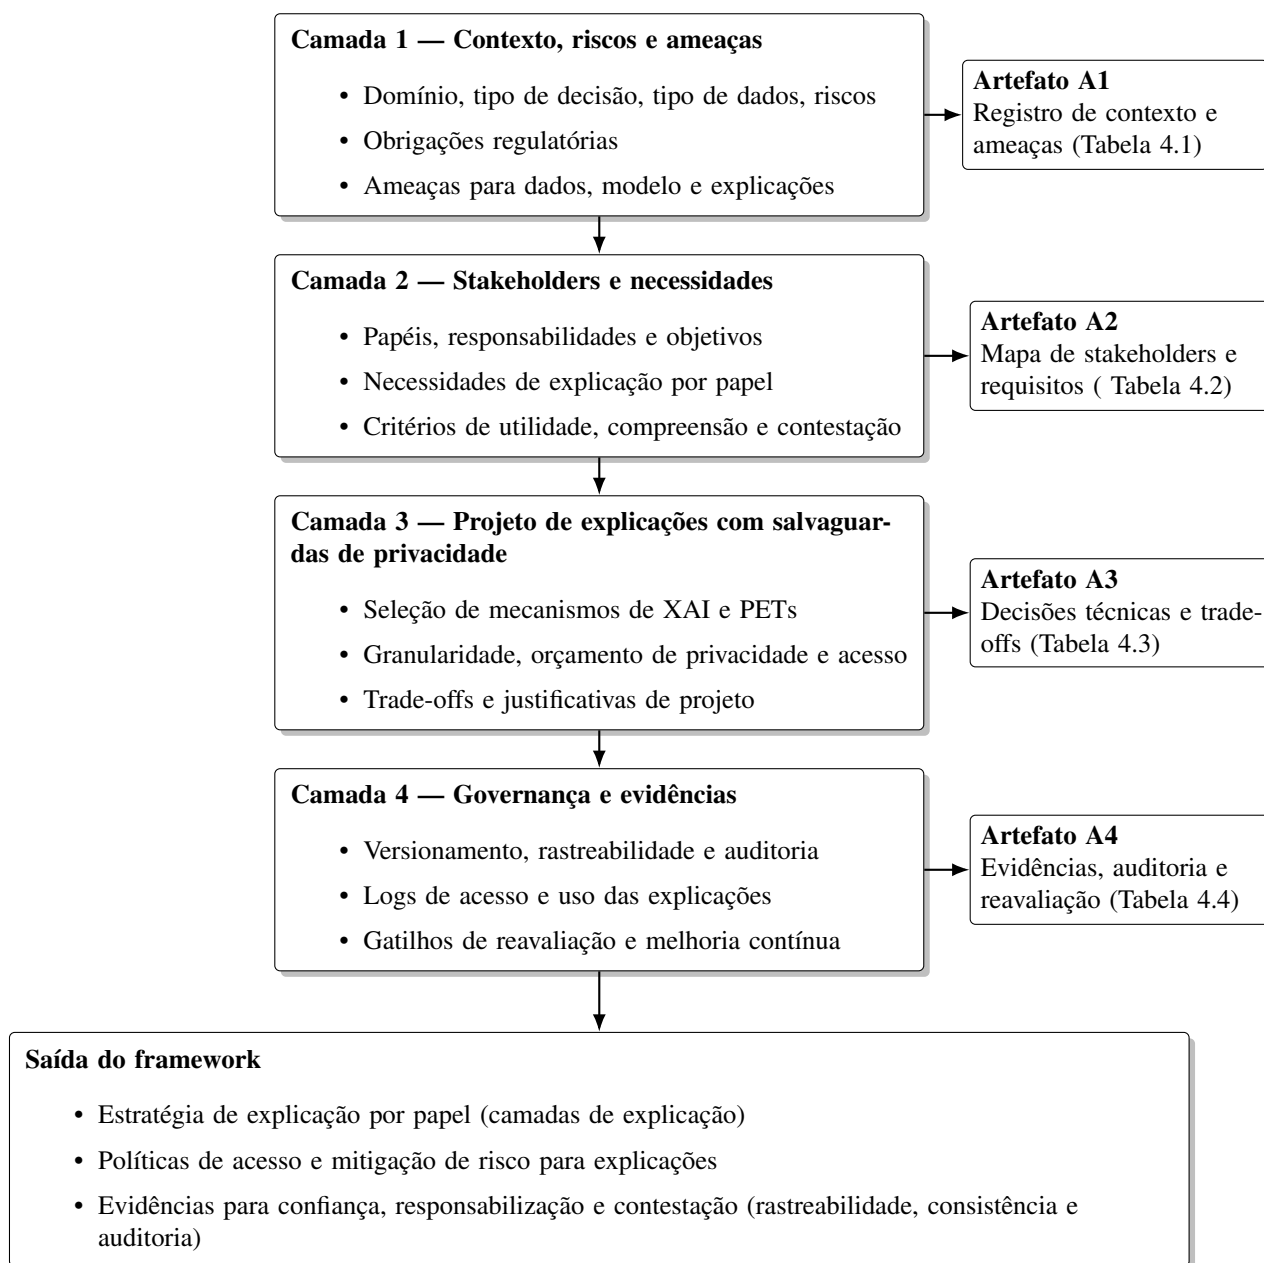 Camada 1 — Contexto, riscos e ameaças
• Domínio, tipo de decisão, tipo de dados, riscos
• Obrigações regulatórias
• Ameaças para dados, modelo e explicações
Artefato A1
Registro de contexto e
ameaças (Tabela 4.1)
Camada 2 — Stakeholders e necessidades
• Papéis, responsabilidades e objetivos
• Necessidades de explicação por papel
• Critérios de utilidade, compreensão e contestação
Artefato A2
Mapa de stakeholders e
requisitos ( Tabela 4.2)
Camada 3 — Projeto de explicações com salvaguar-
das de privacidade
• Seleção de mecanismos de XAI e PETs
• Granularidade, orçamento de privacidade e acesso
• Trade-offs e justificativas de projeto
Artefato A3
Decisões técnicas e trade-
offs (Tabela 4.3)
Camada 4 — Governança e evidências
• Versionamento, rastreabilidade e auditoria
• Logs de acesso e uso das explicações
• Gatilhos de reavaliação e melhoria contínua
Artefato A4
Evidências, auditoria e
reavaliação (Tabela 4.4)
Saída do framework
• Estratégia de explicação por papel (camadas de explicação)
• Políticas de acesso e mitigação de risco para explicações
• Evidências para confiança, responsabilização e contestação (rastreabilidade, consistência e
auditoria)